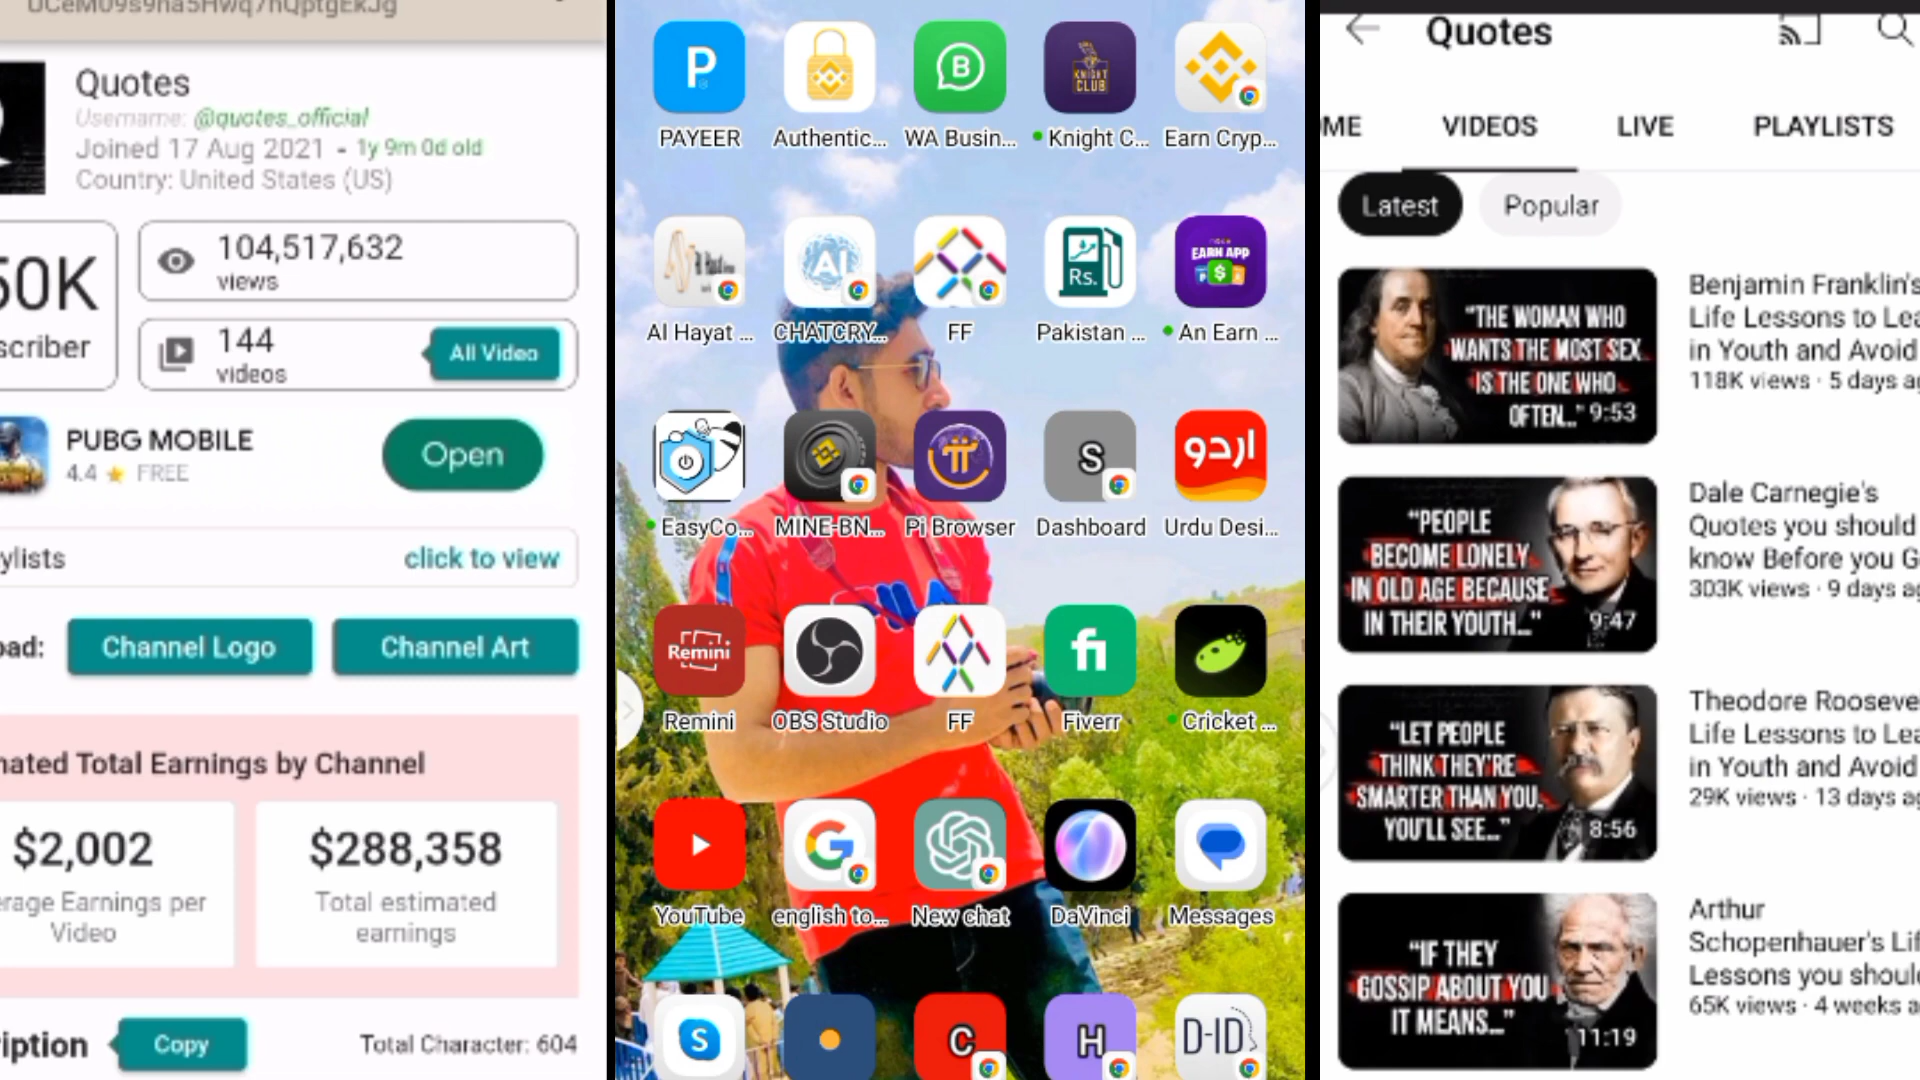 Quotes
Username: @quotes_official
Joined 17 Aug 2021 - 1y 9m 0d old
Country: United States (US)
50K
scriber
104,517,632
views
144
videos
All Video
PUBG MOBILE
4.4 FREE
Open
ylists
click to view
oad:
Channel Logo
Channel Art
nated Total Earnings by Channel
$2,002
erage Earnings per
Video
$288,358
Total estimated
earnings
iption
Copy
Total Character: 604
P
B
KNIGHT
CLUB
PAYEER
Authentic...
WA Busin...
Knight C...
Earn Cryp...
AI
Rs.
EARN APP
$
Al Hayat ...
CHATCRY...
FF
Pakistan ...
An Earn ...
S
اردو
EasyCo...
MINE-BN...
Pi Browser
Dashboard
Urdu Desi...
Remini
fi
Remini
OBS Studio
FF
Fiverr
Cricket ...
G
YouTube
english to...
New chat
DaVinci
Messages
S
C
H
D-ID
Quotes
OME
VIDEOS
LIVE
PLAYLISTS
Latest
Popular
"THE WOMAN WHO
WANTS THE MOST SEX
IS THE ONE WHO
OFTEN..." 9:53
Benjamin Franklin's
Life Lessons to Lea
in Youth and Avoid
118K views · 5 days ag
"PEOPLE
BECOME LONELY
IN OLD AGE BECAUSE
IN THEIR YOUTH..."
9:47
Dale Carnegie's
Quotes you should
know Before you G
303K views · 9 days ag
"LET PEOPLE
THINK THEY'RE
SMARTER THAN YOU,
YOU'LL SEE..."
8:56
Theodore Rooseve
Life Lessons to Lea
in Youth and Avoid
29K views · 13 days ag
"IF THEY
GOSSIP ABOUT YOU
IT MEANS..."
11:19
Arthur
Schopenhauer's Lif
Lessons you should
65K views · 4 weeks a